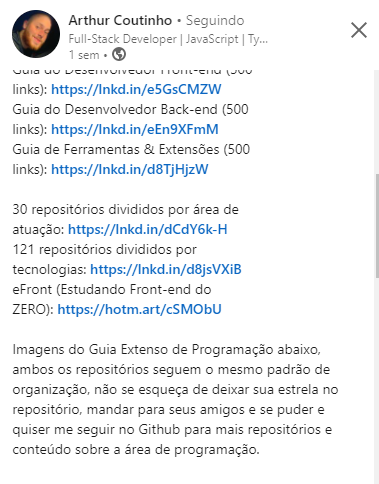 Arthur Coutinho • Seguindo
Full-Stack Developer | JavaScript | Ty...
1 sem •
Guia do Desenvolvedor Front-end (500
links): https://lnkd.in/e5GsCMZW
Guia do Desenvolvedor Back-end (500
links): https://lnkd.in/eEn9XFmM
Guia de Ferramentas & Extensões (500
links): https://lnkd.in/d8TjHjzW
30 repositórios divididos por área de
atuação: https://lnkd.in/dCdY6k-H
121 repositórios divididos por
tecnologias: https://lnkd.in/d8jsVXiB
eFront (Estudando Front-end do
ZERO): https://hotm.art/cSMObU
Imagens do Guia Extenso de Programação abaixo,
ambos os repositórios seguem o mesmo padrão de
organização, não se esqueça de deixar sua estrela no
repositório, mandar para seus amigos e se puder e
quiser me seguir no Github para mais repositórios e
conteúdo sobre a área de programação.